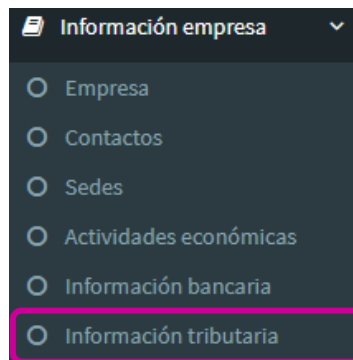 Información empresa
Empresa
Contactos
Sedes
Actividades económicas
Información bancaria
Información tributaria